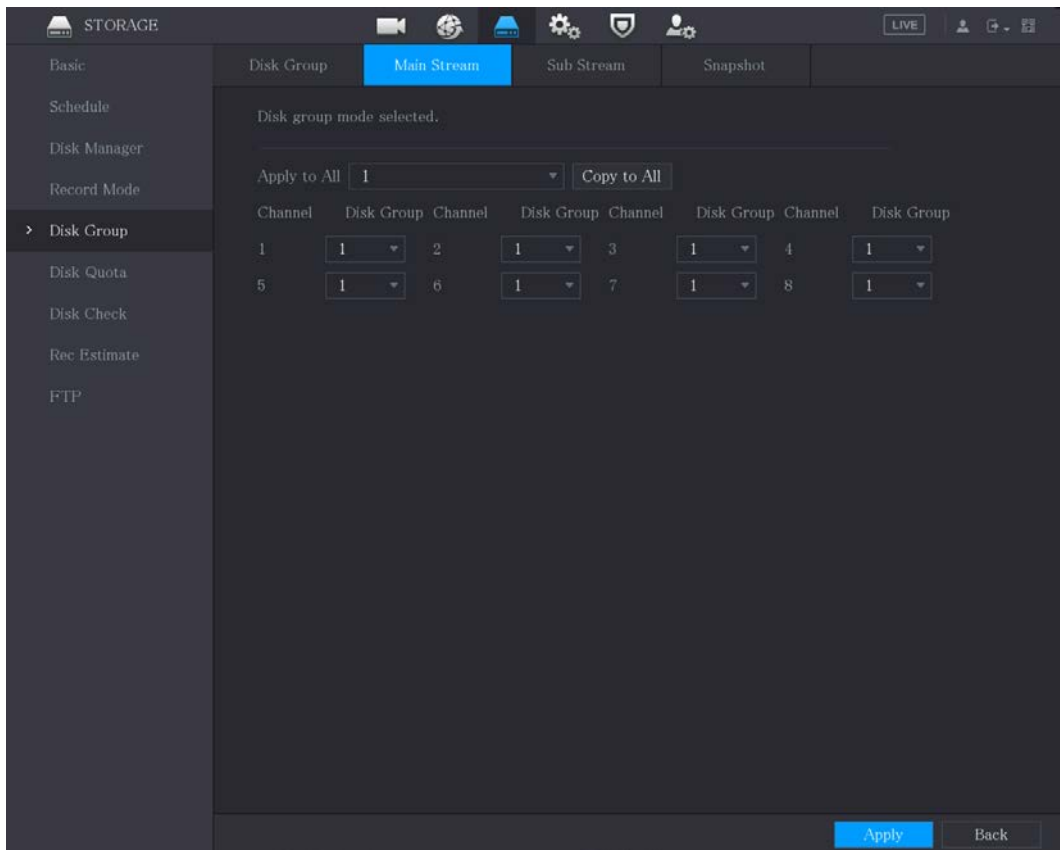 STORAGE
LIVE
Basic
Schedule
Disk Manager
Record Mode
> Disk Group
Disk Quota
Disk Check
Rec Estimate
FTP
Disk Group Main Stream Sub Stream Snapshot
Disk group mode selected.
Apply to All 1 Copy to All
Channel Disk Group Channel Disk Group Channel Disk Group Channel Disk Group
1 1 2 1 3 1 4 1
5 1 6 1 7 1 8 1
Apply Back